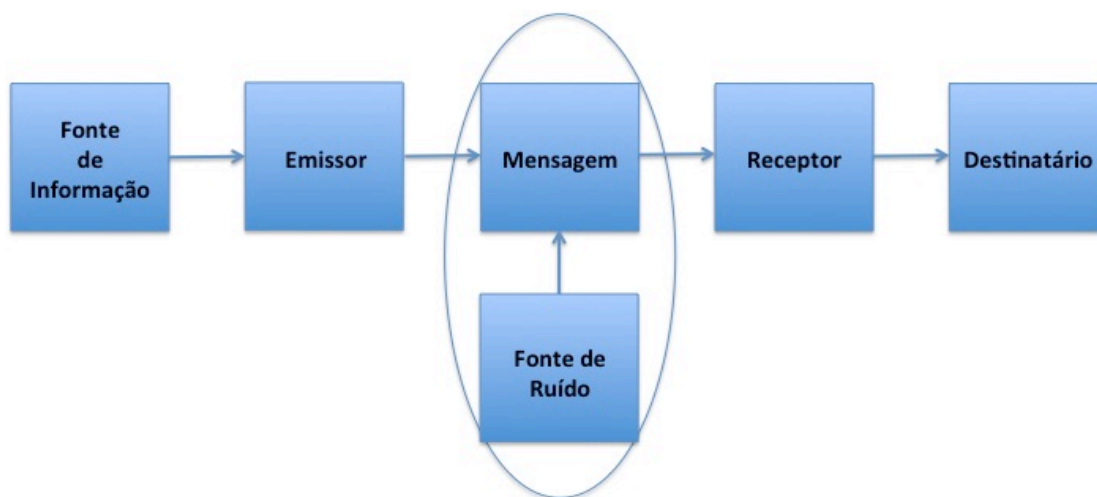 Fonte
de
Informação
Emissor
Mensagem
Receptor
Destinatário
Fonte de
Ruído